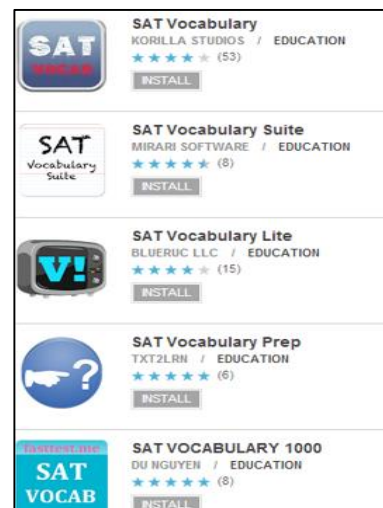 SAT
VOCAB
SAT Vocabulary
KORILLA STUDIOS / EDUCATION
(53)
INSTALL
SAT
Vocabulary
Suite
SAT Vocabulary Suite
MIRARI SOFTWARE / EDUCATION
(8)
INSTALL
V!
SAT Vocabulary Lite
BLUERUC LLC / EDUCATION
(15)
INSTALL
?
SAT Vocabulary Prep
TXT2LRN / EDUCATION
(6)
INSTALL
fasttest.me
SAT
VOCAB
SAT VOCABULARY 1000
DU NGUYEN / EDUCATION
(8)
INSTALL